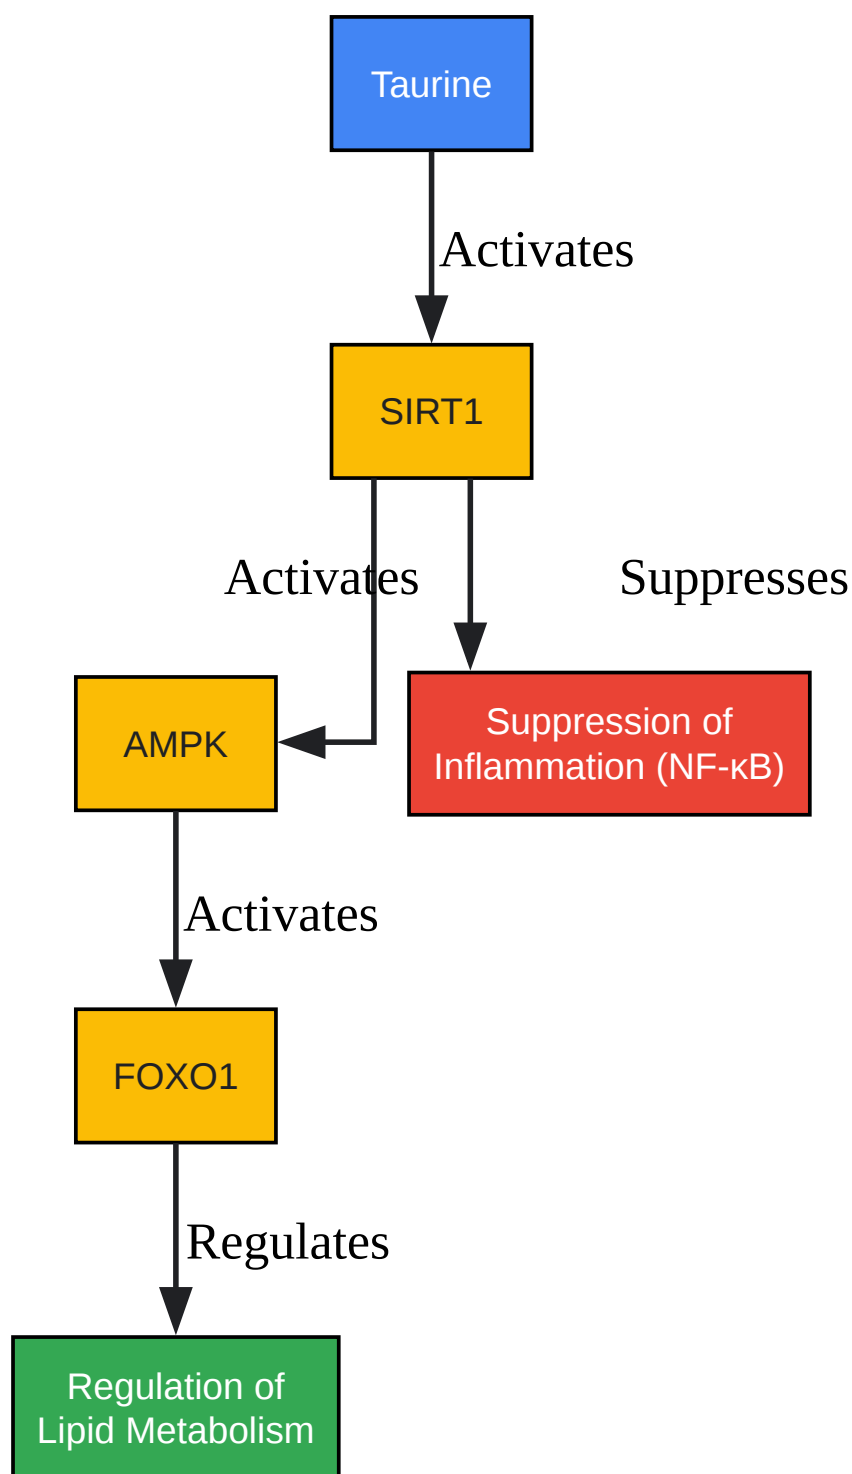 Taurine
Activates
SIRT1
Activates
Suppresses
AMPK
Suppression of
Inflammation (NF-κB)
Activates
FOXO1
Regulates
Regulation of
Lipid Metabolism